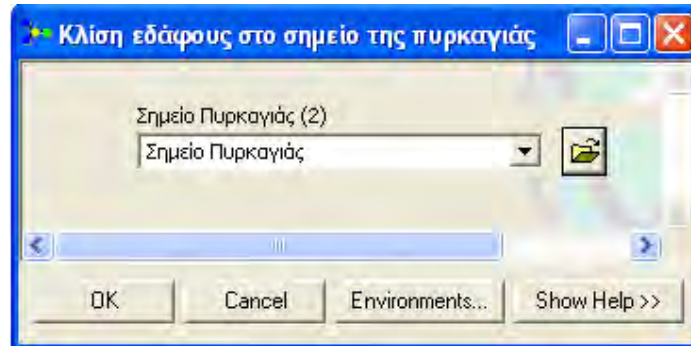 Κλίση εδάφους στο σημείο της πυρκαγιάς
Σημείο Πυρκαγιάς (2)
Σημείο Πυρκαγιάς
OK Cancel Environments... Show Help >>